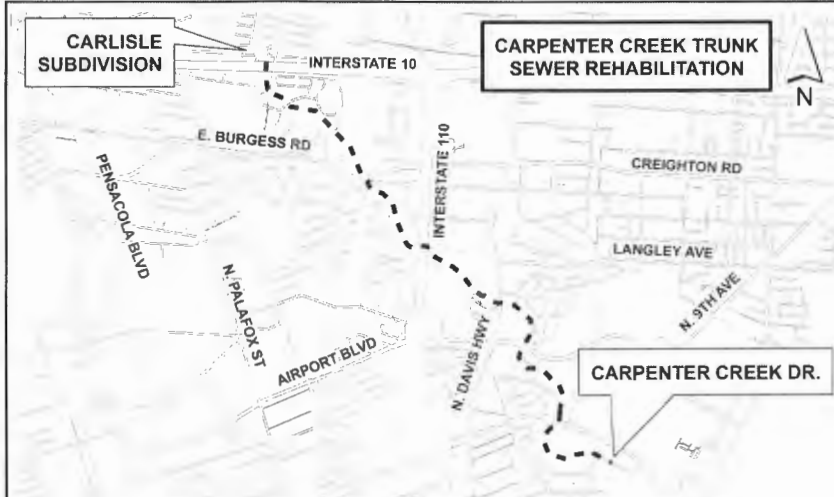 CARLISLE
SUBDIVISION
INTERSTATE 10
CARPENTER CREEK TRUNK
SEWER REHABILITATION
N
E. BURGESS RD
INTERSTATE 110
CREIGHTON RD
PENSACOLA BLVD
LANGLEY AVE
N. PALAFOX ST
N. 9TH AVE
AIRPORT BLVD
N. DAVIS HWY
CARPENTER CREEK DR.